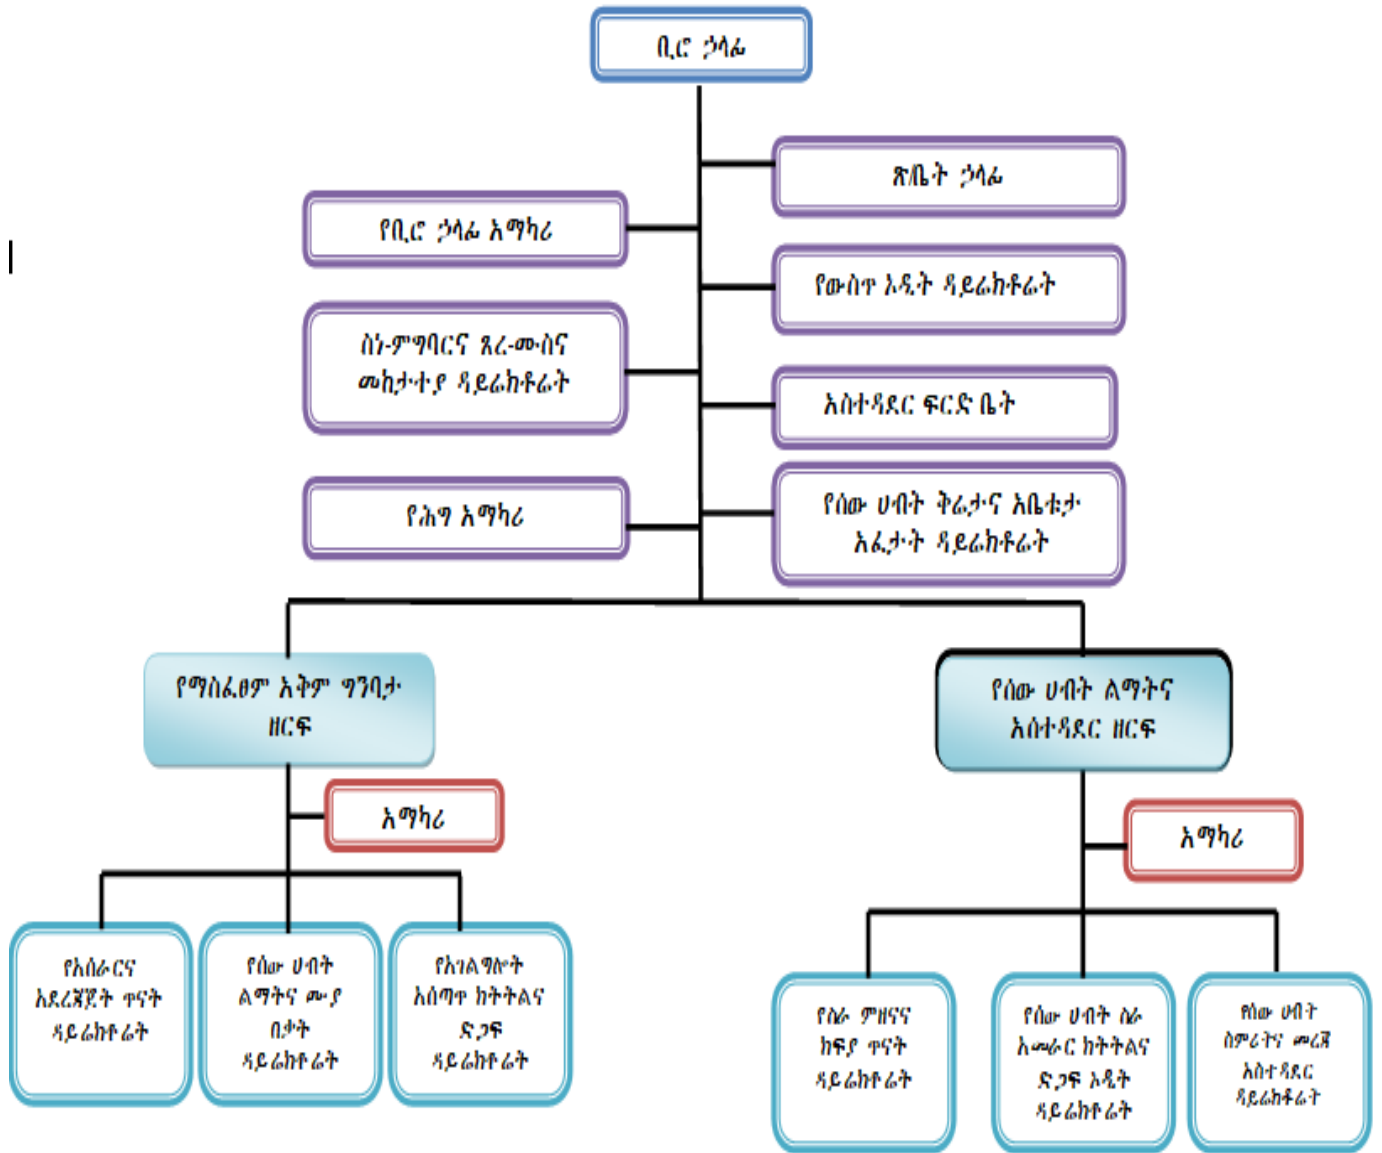 ቢሮ ኃላፊ
ጽ/ቤት ኃላፊ
የቢሮ ኃላፊ አማካሪ
የውስጥ ኦዲት ዳይሬክቶሬት
ስነ-ምግባርና ጸረ-ሙስና
መከታተያ ዳይሬክቶሬት
አስተዳደር ፍርድ ቤት
የሕግ አማካሪ
የሰው ሀብት ቅሬታና አቤቱታ
አፈታት ዳይሬክቶሬት
የማስፈፀም አቅም ግንባታ
ዘርፍ
የሰው ሀብት ልማትና
አስተዳደር ዘርፍ
አማካሪ
አማካሪ
የአሰራርና
አደረጃጀት ጥናት
ዳይሬክቶሬት
የሰው ሀብት
ልማትና ሙያ
በቃት
ዳይሬክቶሬት
የአገልግሎት
አሰጣዋ ክትትልና
ድጋፍ
ዳይሬክቶሬት
የስራ ምዘናና
ክፍያ ጥናት
ዳይሬክቶሬት
የሰው ሀብት ስራ
አመራር ክትትልና
ድጋፍ ኦዲት
ዳይሬክቶሬት
የሰው ሀብት
ስምሪትና መረጃ
አስተዳደር
ዳይሬክቶሬት